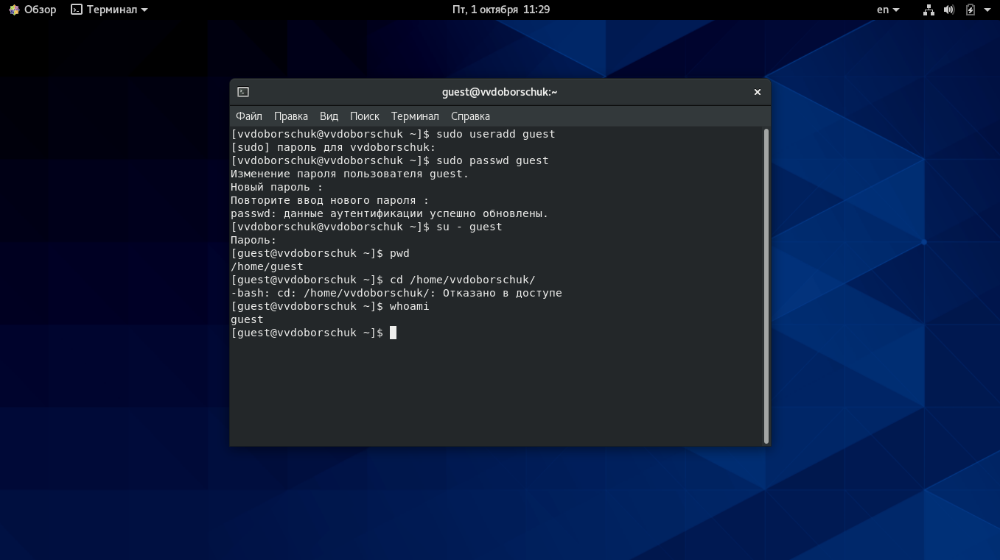 Обзор Терминал Пт, 1 октября 11:29 en
guest@vvdoborschuk:~
Файл Правка Вид Поиск Терминал Справка
[vvdoborschuk@vvdoborschuk ~]$ sudo useradd guest
[sudo] пароль для vvdoborschuk:
[vvdoborschuk@vvdoborschuk ~]$ sudo passwd guest
Изменение пароля пользователя guest.
Новый пароль :
Повторите ввод нового пароля :
passwd: данные аутентификации успешно обновлены.
[vvdoborschuk@vvdoborschuk ~]$ su - guest
Пароль:
[guest@vvdoborschuk ~]$ pwd
/home/guest
[guest@vvdoborschuk ~]$ cd /home/vvdoborschuk/
-bash: cd: /home/vvdoborschuk/: Отказано в доступе
[guest@vvdoborschuk ~]$ whoami
guest
[guest@vvdoborschuk ~]$